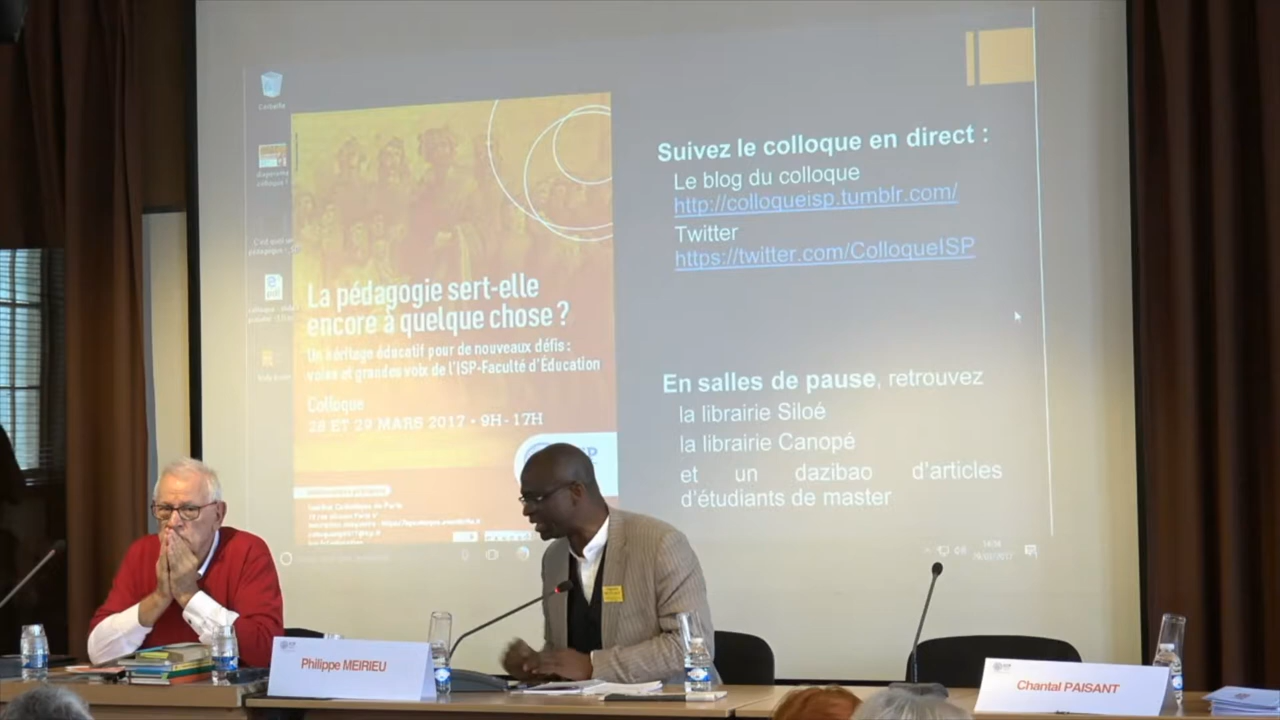 Corbeille
Suivez le colloque en direct :
Le blog du colloque
http://colloqueisp.tumblr.com/
Twitter
https://twitter.com/ColloqueISP
La pédagogie sert-elle
encore à quelque chose ?
Un héritage éducatif pour de nouveaux défis :
voies et grandes voix de l'ISP-Faculté d'Éducation
Colloque
28 ET 29 MARS 2017 • 9H - 17H
En salles de pause, retrouvez
la librairie Siloé
la librairie Canopé
et un dazibao d'articles
d'étudiants de master
Philippe MEIRIEU
Chantal PAISANT